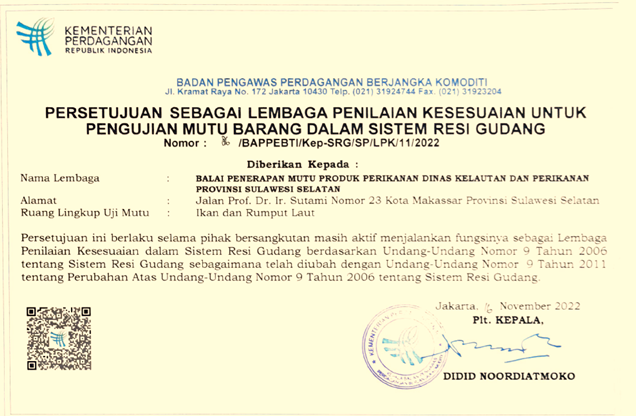 KEMENTERIAN
PERDAGANGAN
REPUBLIK INDONESIA
BADAN PENGAWAS PERDAGANGAN BERJANGKA KOMODITI
Jl. Kramat Raya No. 172 Jakarta 10430 Telp. (021) 31924744 Fax. (021) 31923204
PERSETUJUAN SEBAGAI LEMBAGA PENILAIAN KESESUAIAN UNTUK
PENGUJIAN MUTU BARANG DALAM SISTEM RESI GUDANG
Nomor : /BAPPEBTI/Kep-SRG/SP/LPK/11/2022
Diberikan Kepada :
Nama Lembaga : BALAI PENERAPAN MUTU PRODUK PERIKANAN DINAS KELAUTAN DAN PERIKANAN
PROVINSI SULAWESI SELATAN
Alamat : Jalan Prof. Dr. Ir. Sutami Nomor 23 Kota Makassar Provinsi Sulawesi Selatan
Ruang Lingkup Uji Mutu : Ikan dan Rumput Laut
Persetujuan ini berlaku selama pihak bersangkutan masih aktif menjalankan fungsinya sebagai Lembaga
Penilaian Kesesuaian dalam Sistem Resi Gudang berdasarkan Undang-Undang Nomor 9 Tahun 2006
tentang Sistem Resi Gudang sebagaimana telah diubah dengan Undang-Undang Nomor 9 Tahun 2011
tentang Perubahan Atas Undang-Undang Nomor 9 Tahun 2006 tentang Sistem Resi Gudang.
Jakarta, November 2022
Plt. KEPALA,
DIDID NOORDIATMOKO